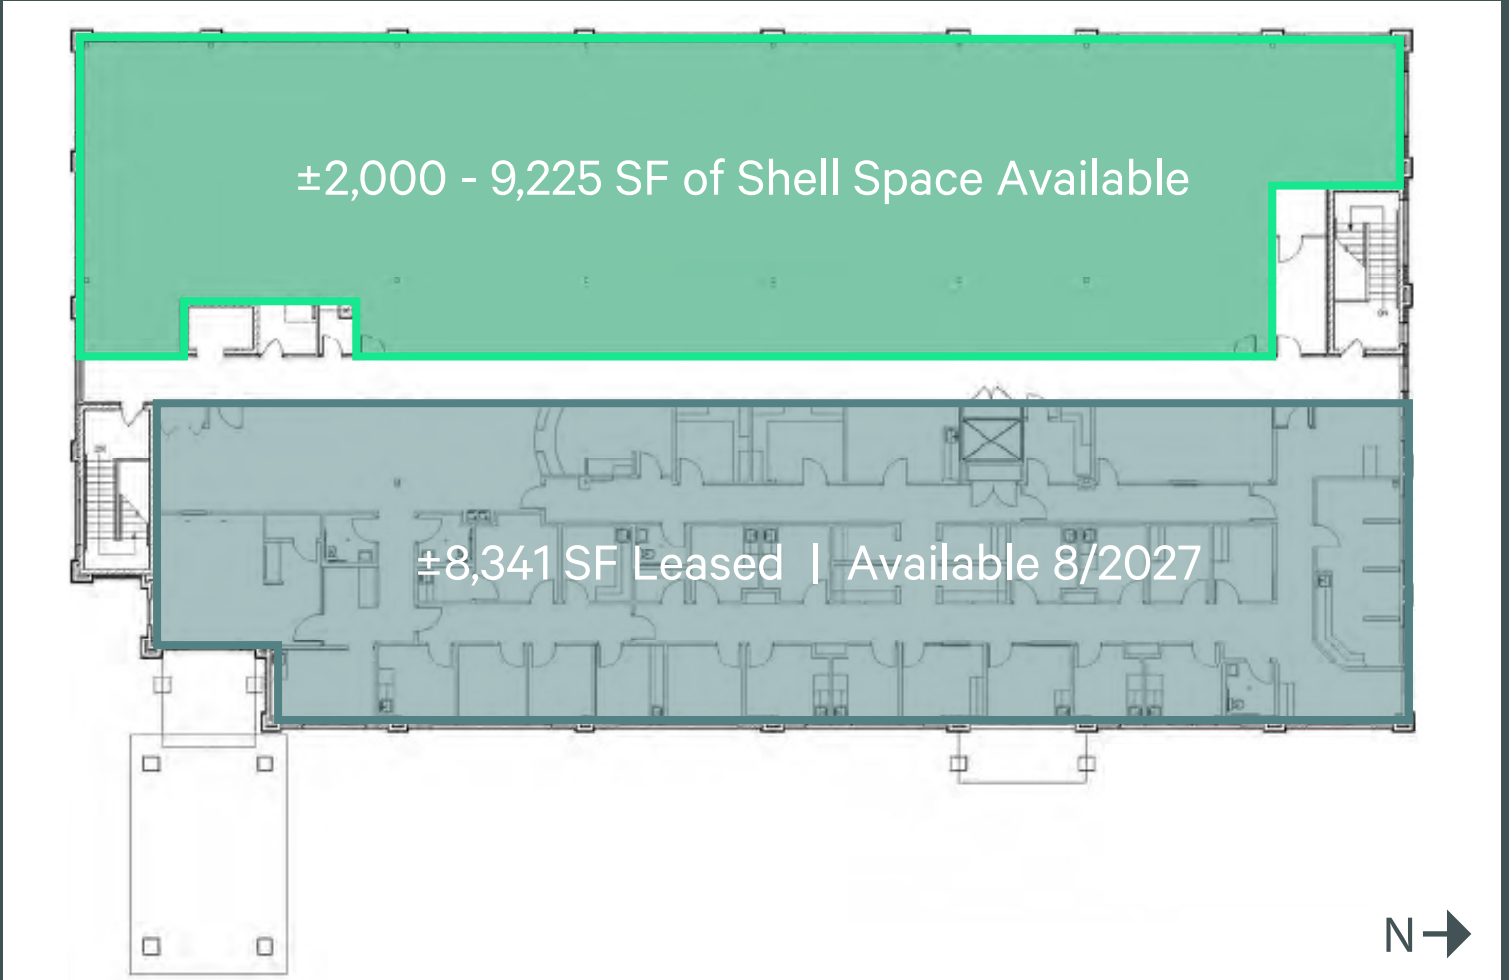 ±2,000 - 9,225 SF of Shell Space Available
±8,341 SF Leased | Available 8/2027
N